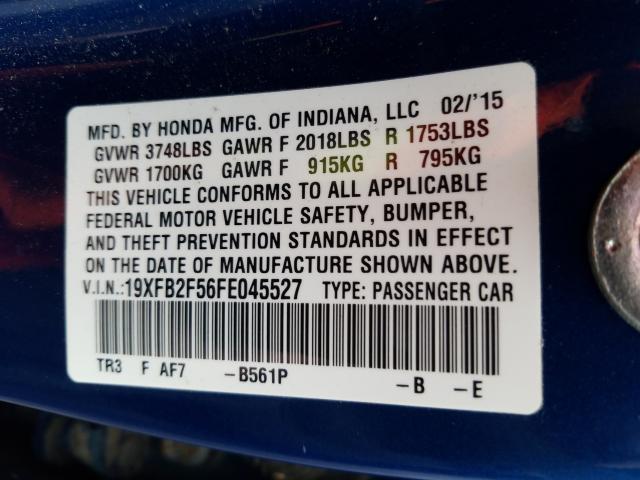 MFD. BY HONDA MFG. OF INDIANA, LLC 02/'15
GVWR 3748LBS GAWR F 2018LBS R 1753LBS
GVWR 1700KG GAWR F 915KG R 795KG
THIS VEHICLE CONFORMS TO ALL APPLICABLE
FEDERAL MOTOR VEHICLE SAFETY, BUMPER,
AND THEFT PREVENTION STANDARDS IN EFFECT
ON THE DATE OF MANUFACTURE SHOWN ABOVE.
V.I.N.:19XFB2F56FE045527 TYPE: PASSENGER CAR
TR3 F AF7 –B561P –B –E